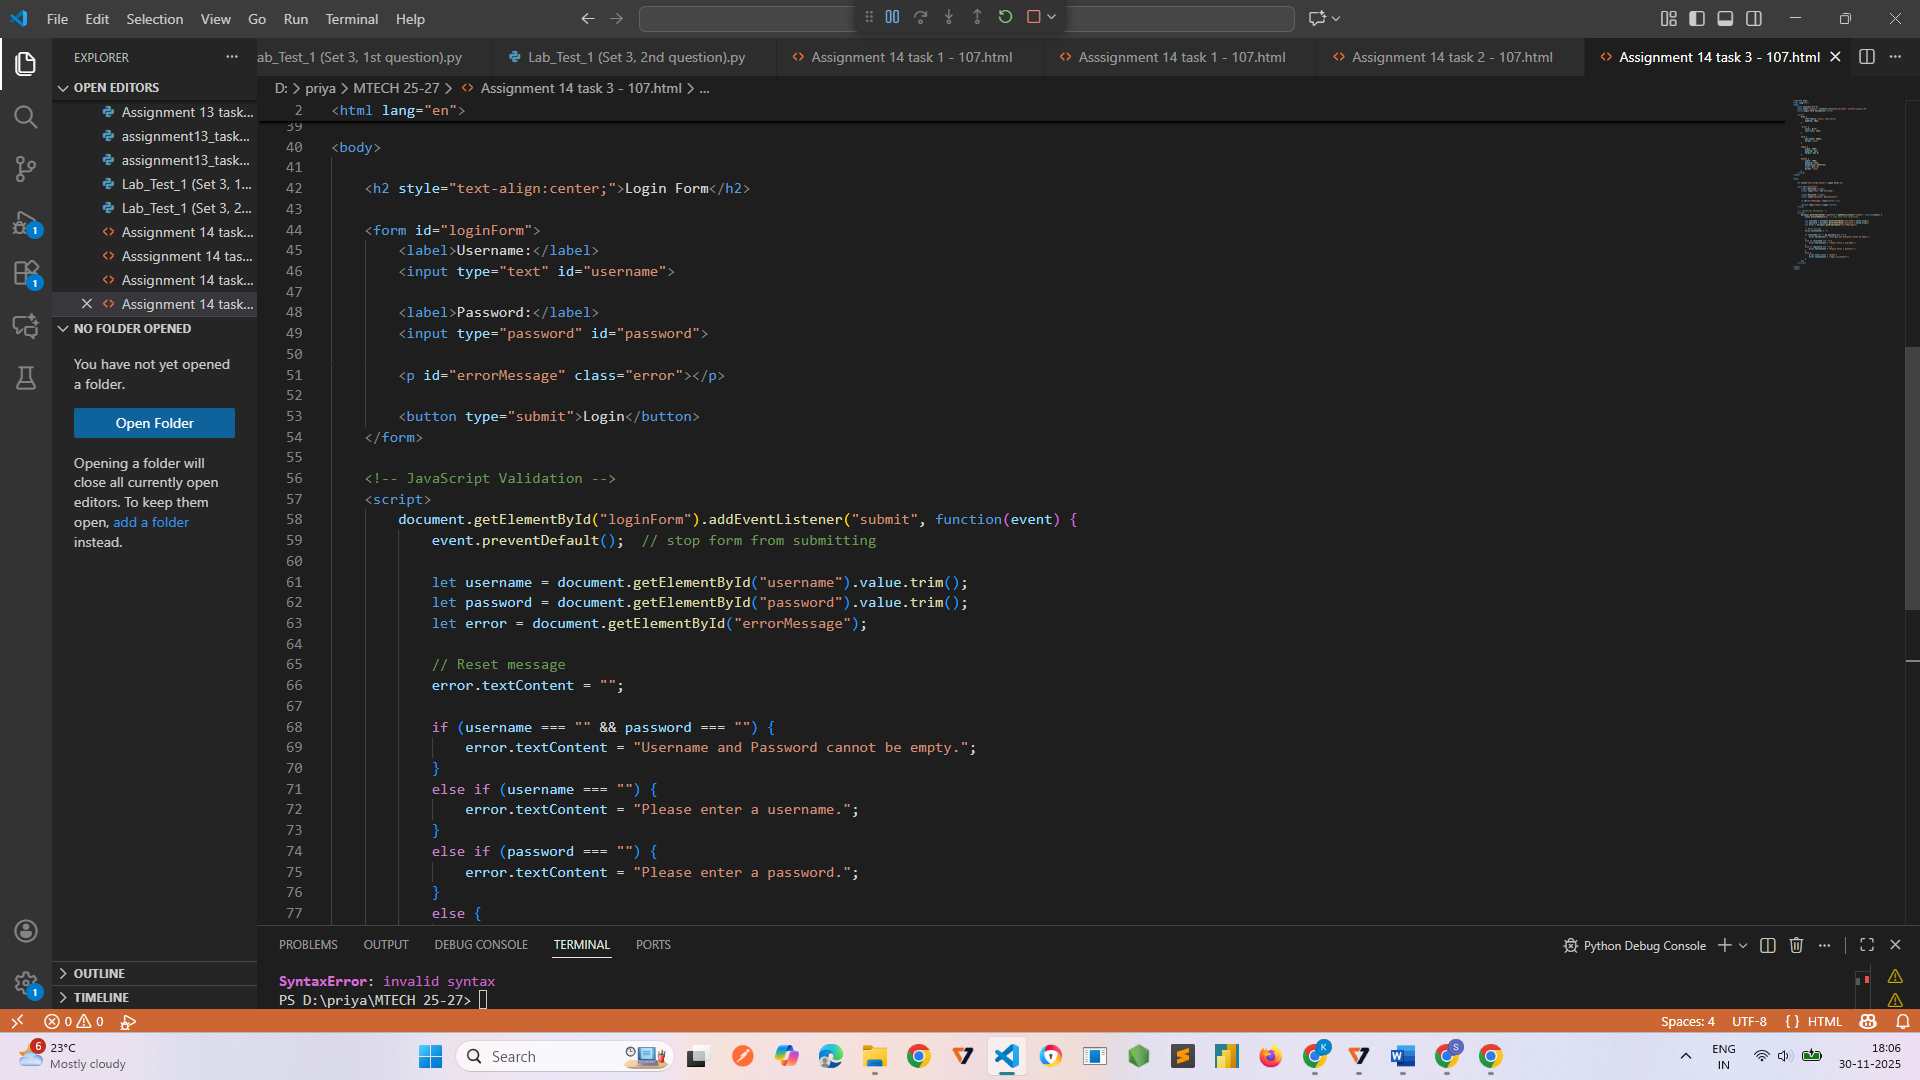 File Edit Selection View Go Run Terminal Help
EXPLORER
ab_Test_1 (Set 3, 1st question).py
Lab_Test_1 (Set 3, 2nd question).py
Assignment 14 task 1 - 107.html
Asssignment 14 task 1 - 107.html
Assignment 14 task 2 - 107.html
Assignment 14 task 3 - 107.html
OPEN EDITORS
Assignment 13 task...
assignment13_task...
assignment13_task...
Lab_Test_1 (Set 3, 1...
Lab_Test_1 (Set 3, 2...
Assignment 14 task...
Asssignment 14 tas...
Assignment 14 task...
Assignment 14 task...
NO FOLDER OPENED
You have not yet opened
a folder.
Open Folder
Opening a folder will
close all currently open
editors. To keep them
open, add a folder
instead.
OUTLINE
TIMELINE
1
1
1
D: > priya > MTECH 25-27 > Assignment 14 task 3 - 107.html > ...
2 <html lang="en">
39
40 <body>
41
42 <h2 style="text-align:center;">Login Form</h2>
43
44 <form id="loginForm">
45 <label>Username:</label>
46 <input type="text" id="username">
47
48 <label>Password:</label>
49 <input type="password" id="password">
50
51 <p id="errorMessage" class="error"></p>
52
53 <button type="submit">Login</button>
54 </form>
55
56 <!-- JavaScript Validation -->
57 <script>
58 document.getElementById("loginForm").addEventListener("submit", function(event) {
59 event.preventDefault();  // stop form from submitting
60
61 let username = document.getElementById("username").value.trim();
62 let password = document.getElementById("password").value.trim();
63 let error = document.getElementById("errorMessage");
64
65 // Reset message
66 error.textContent = "";
67
68 if (username === "" && password === "") {
69 error.textContent = "Username and Password cannot be empty.";
70 }
71 else if (username === "") {
72 error.textContent = "Please enter a username.";
73 }
74 else if (password === "") {
75 error.textContent = "Please enter a password.";
76 }
77 else {
PROBLEMS OUTPUT DEBUG CONSOLE TERMINAL PORTS
Python Debug Console
SyntaxError: invalid syntax
PS D:\priya\MTECH 25-27>
0 0
Spaces: 4 UTF-8 { } HTML
6
23°C
Mostly cloudy
Search
K
S
ENG
IN
18:06
30-11-2025